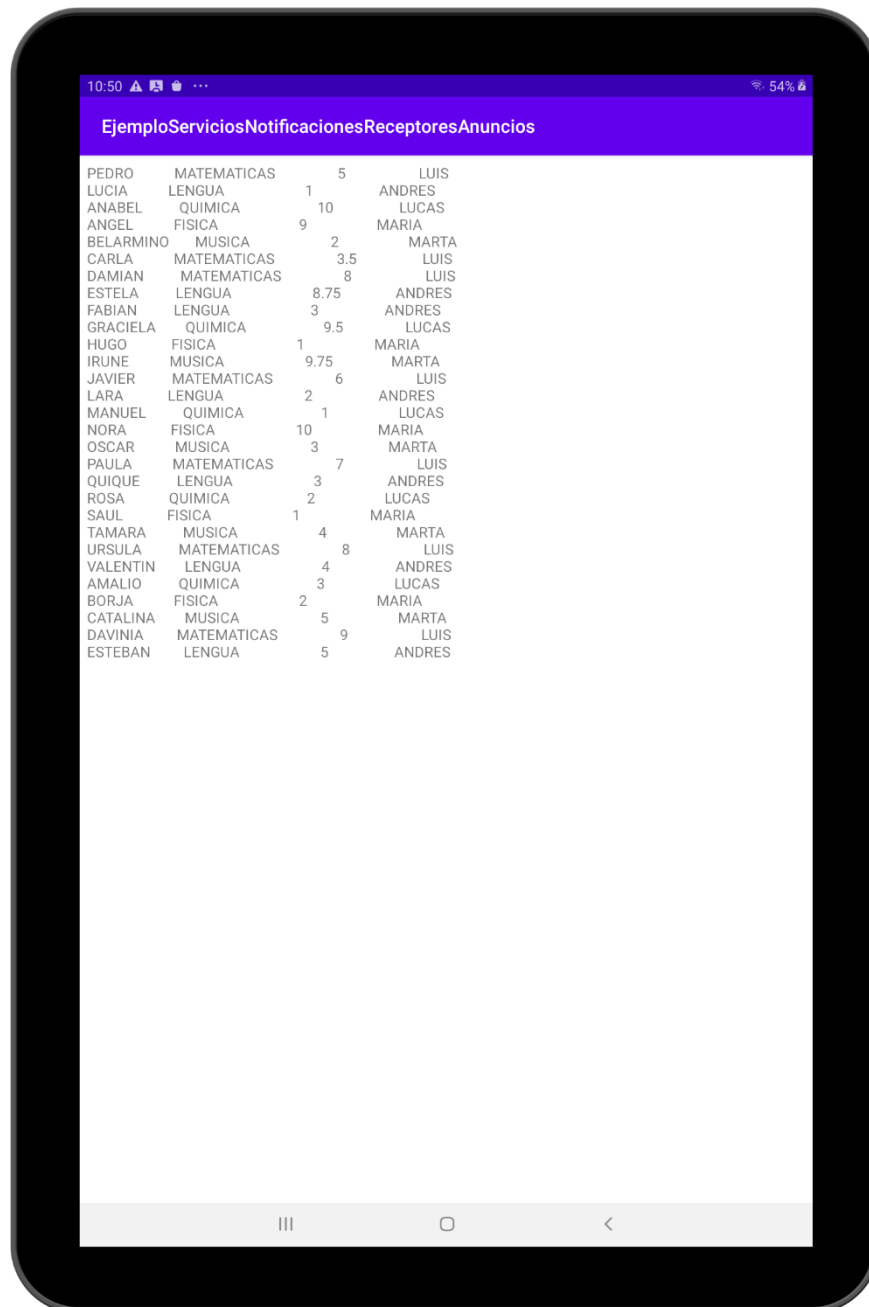 10:50 ... 54%
EjemploServiciosNotificacionesReceptoresAnuncios
PEDRO MATEMATICAS 5 LUIS
LUCIA LENGUA 1 ANDRES
ANABEL QUIMICA 10 LUCAS
ANGEL FISICA 9 MARIA
BELARMINO MUSICA 2 MARTA
CARLA MATEMATICAS 3.5 LUIS
DAMIAN MATEMATICAS 8 LUIS
ESTELA LENGUA 8.75 ANDRES
FABIAN LENGUA 3 ANDRES
GRACIELA QUIMICA 9.5 LUCAS
HUGO FISICA 1 MARIA
IRUNE MUSICA 9.75 MARTA
JAVIER MATEMATICAS 6 LUIS
LARA LENGUA 2 ANDRES
MANUEL QUIMICA 1 LUCAS
NORA FISICA 10 MARIA
OSCAR MUSICA 3 MARTA
PAULA MATEMATICAS 7 LUIS
QUIQUE LENGUA 3 ANDRES
ROSA QUIMICA 2 LUCAS
SAUL FISICA 1 MARIA
TAMARA MUSICA 4 MARTA
URSULA MATEMATICAS 8 LUIS
VALENTIN LENGUA 4 ANDRES
AMALIO QUIMICA 3 LUCAS
BORJA FISICA 2 MARIA
CATALINA MUSICA 5 MARTA
DAVINIA MATEMATICAS 9 LUIS
ESTEBAN LENGUA 5 ANDRES